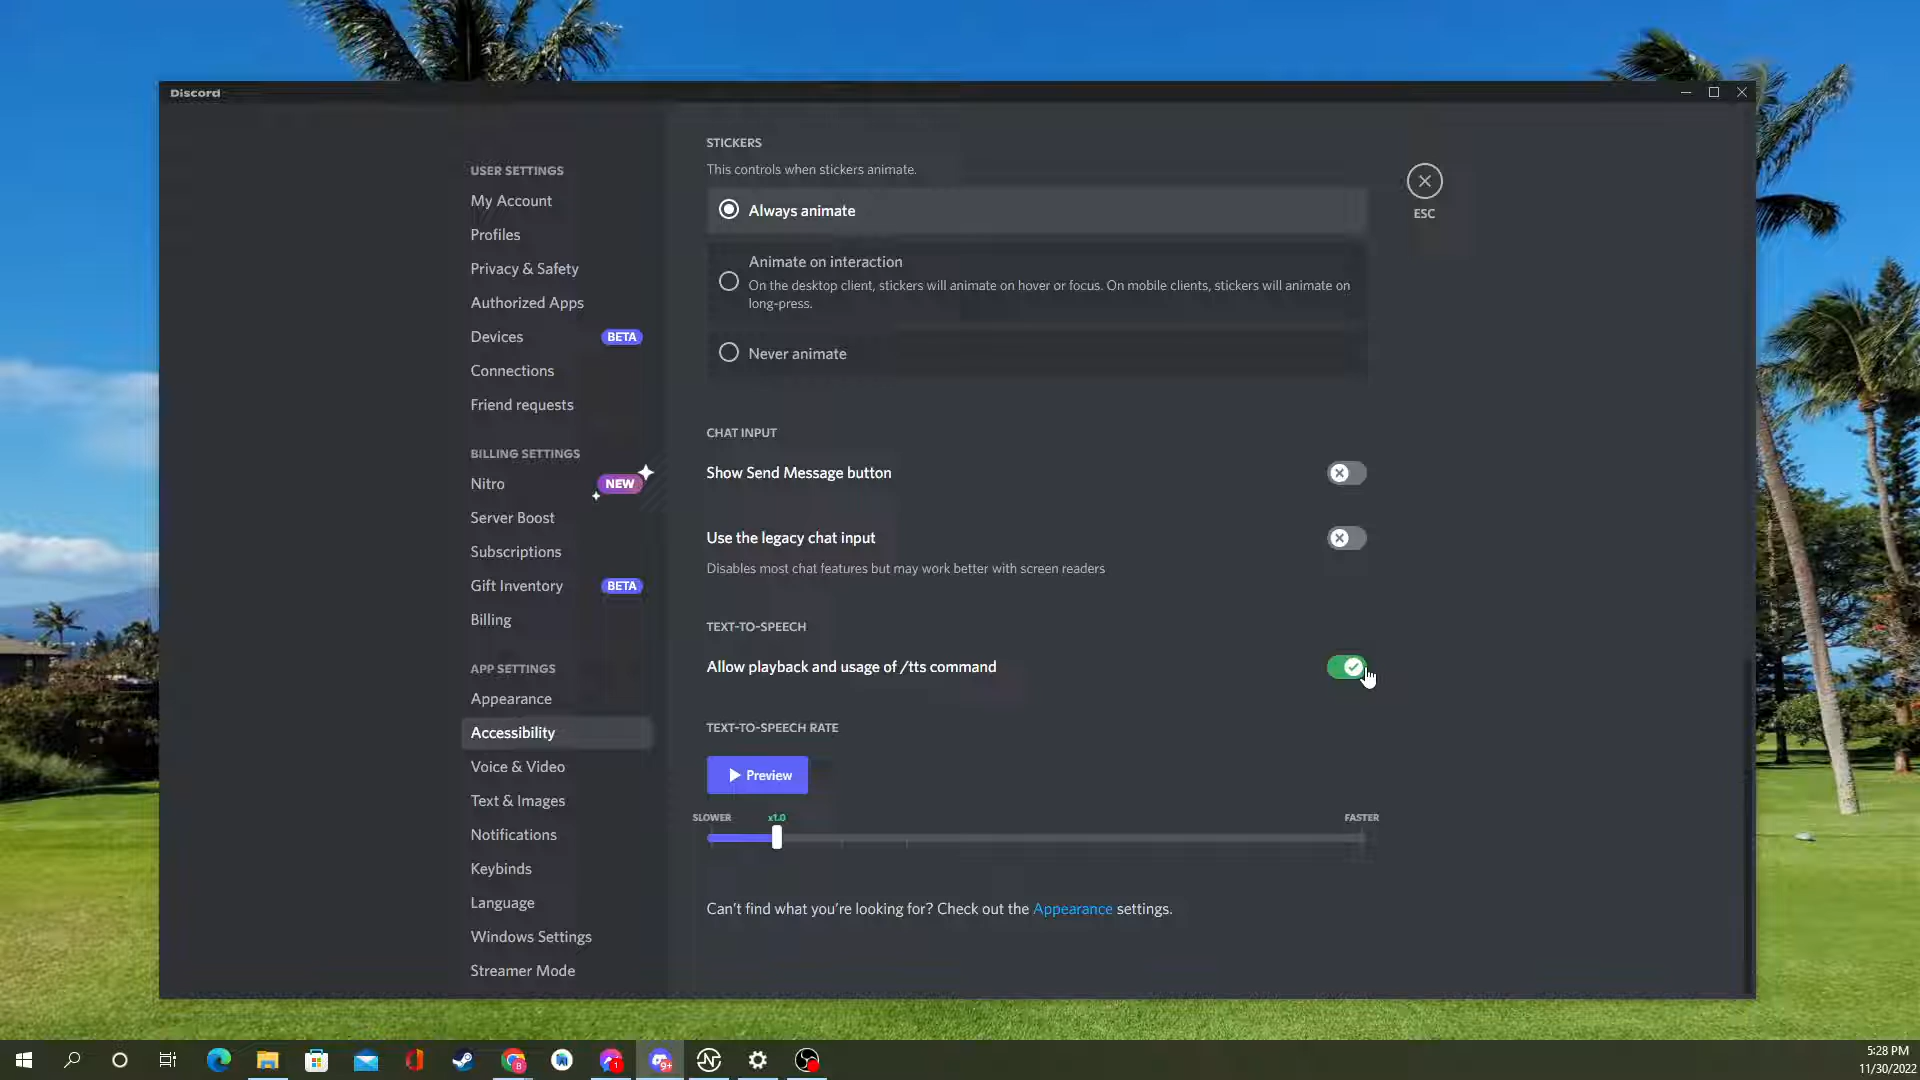 Discord
USER SETTINGS
My Account
Profiles
Privacy & Safety
Authorized Apps
Devices
BETA
Connections
Friend requests
BILLING SETTINGS
Nitro
NEW
Server Boost
Subscriptions
Gift Inventory
BETA
Billing
APP SETTINGS
Appearance
Accessibility
Voice & Video
Text & Images
Notifications
Keybinds
Language
Windows Settings
Streamer Mode
STICKERS
This controls when stickers animate.
Always animate
Animate on interaction
On the desktop client, stickers will animate on hover or focus. On mobile clients, stickers will animate on
long-press.
Never animate
CHAT INPUT
Show Send Message button
Use the legacy chat input
Disables most chat features but may work better with screen readers
TEXT-TO-SPEECH
Allow playback and usage of /tts command
TEXT-TO-SPEECH RATE
Preview
SLOWER
x1.0
FASTER
Can't find what you're looking for? Check out the Appearance settings.
ESC
9+
5:28 PM
11/30/2022